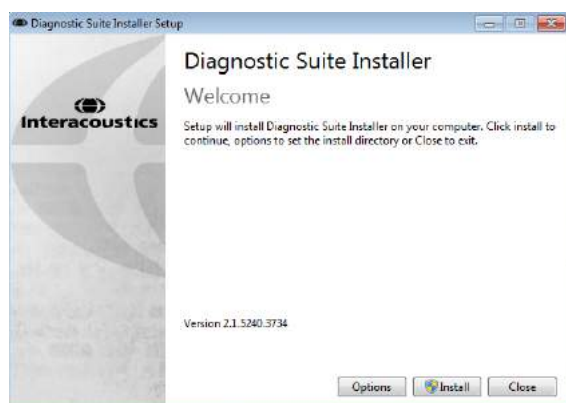 Diagnostic Suite Installer Setup
Diagnostic Suite Installer
Welcome
Interacoustics
Setup will install Diagnostic Suite Installer on your computer. Click install to
continue, options to set the install directory or Close to exit.
Version 2.1.5240.3734
Options
Install
Close